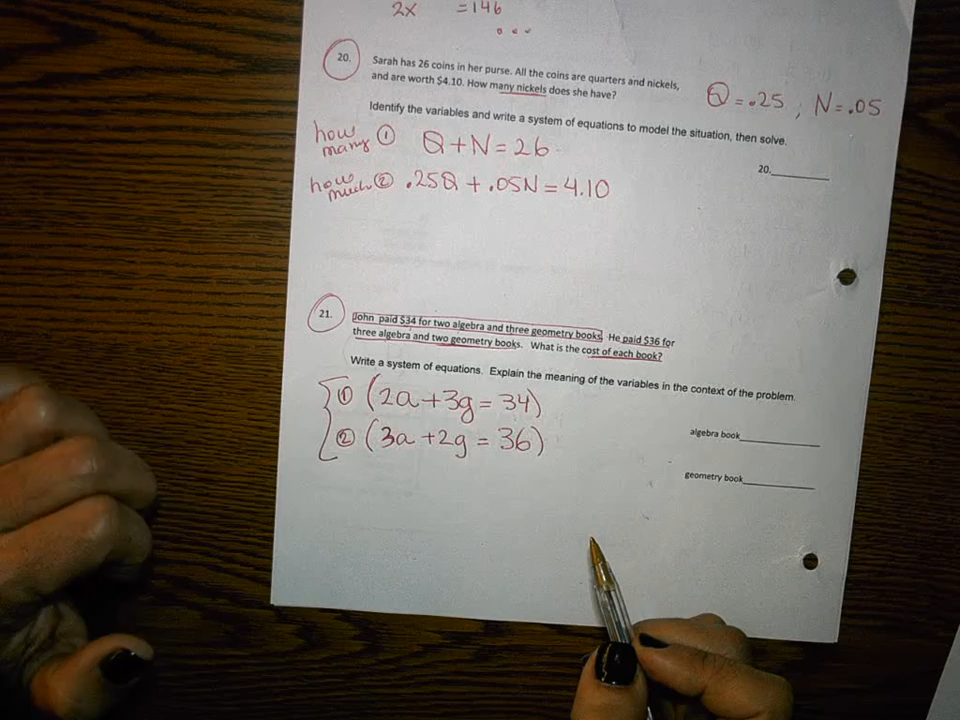 2x =146
20. Sarah has 26 coins in her purse. All the coins are quarters and nickels,
and are worth $4.10. How many nickels does she have?
Q = .25 ; N = .05
Identify the variables and write a system of equations to model the situation, then solve.
how many ① Q + N = 26
20.________
how much ② .25Q + .05N = 4.10
21. John paid $34 for two algebra and three geometry books. He paid $36 for
three algebra and two geometry books. What is the cost of each book?
Write a system of equations. Explain the meaning of the variables in the context of the problem.
① (2a + 3g = 34)
② (3a + 2g = 36)
algebra book____________
geometry book____________